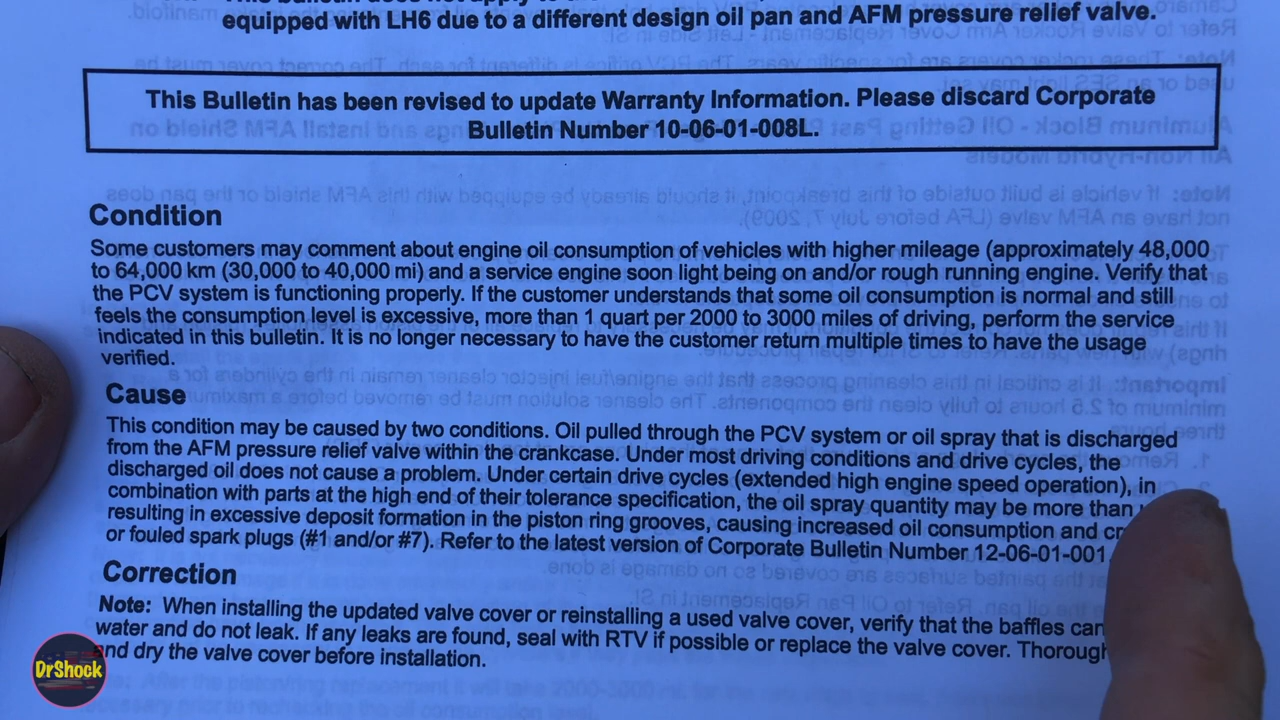 equipped with LH6 due to a different design oil pan and AFM pressure relief valve.
This Bulletin has been revised to update Warranty Information. Please discard Corporate
Bulletin Number 10-06-01-008L.
Condition
Some customers may comment about engine oil consumption of vehicles with higher mileage (approximately 48,000
to 64,000 km (30,000 to 40,000 mi) and a service engine soon light being on and/or rough running engine. Verify that
the PCV system is functioning properly. If the customer understands that some oil consumption is normal and still
feels the consumption level is excessive, more than 1 quart per 2000 to 3000 miles of driving, perform the service
indicated in this bulletin. It is no longer necessary to have the customer return multiple times to have the usage
verified.
Cause
This condition may be caused by two conditions. Oil pulled through the PCV system or oil spray that is discharged
from the AFM pressure relief valve within the crankcase. Under most driving conditions and drive cycles, the
discharged oil does not cause a problem. Under certain drive cycles (extended high engine speed operation), in
combination with parts at the high end of their tolerance specification, the oil spray quantity may be more than
resulting in excessive deposit formation in the piston ring grooves, causing increased oil consumption and
or fouled spark plugs (#1 and/or #7). Refer to the latest version of Corporate Bulletin Number 12-06-01-001
Correction
Note: When installing the updated valve cover or reinstalling a used valve cover, verify that the baffles can
water and do not leak. If any leaks are found, seal with RTV if possible or replace the valve cover.
and dry the valve cover before installation.
DrShock